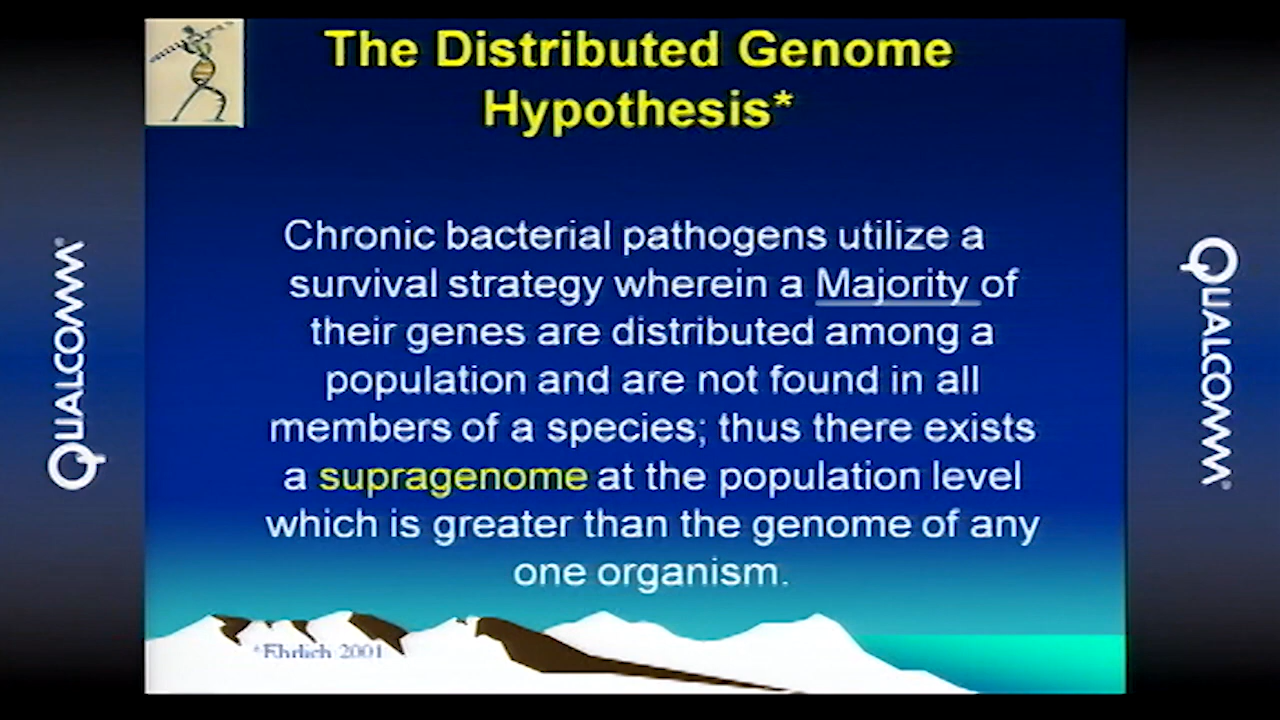 The Distributed Genome
Hypothesis*
Chronic bacterial pathogens utilize a
survival strategy wherein a Majority of
their genes are distributed among a
population and are not found in all
members of a species; thus there exists
a supragenome at the population level
which is greater than the genome of any
one organism.
*Ehrlich 2001
QUALCOMM®
QUALCOMM®